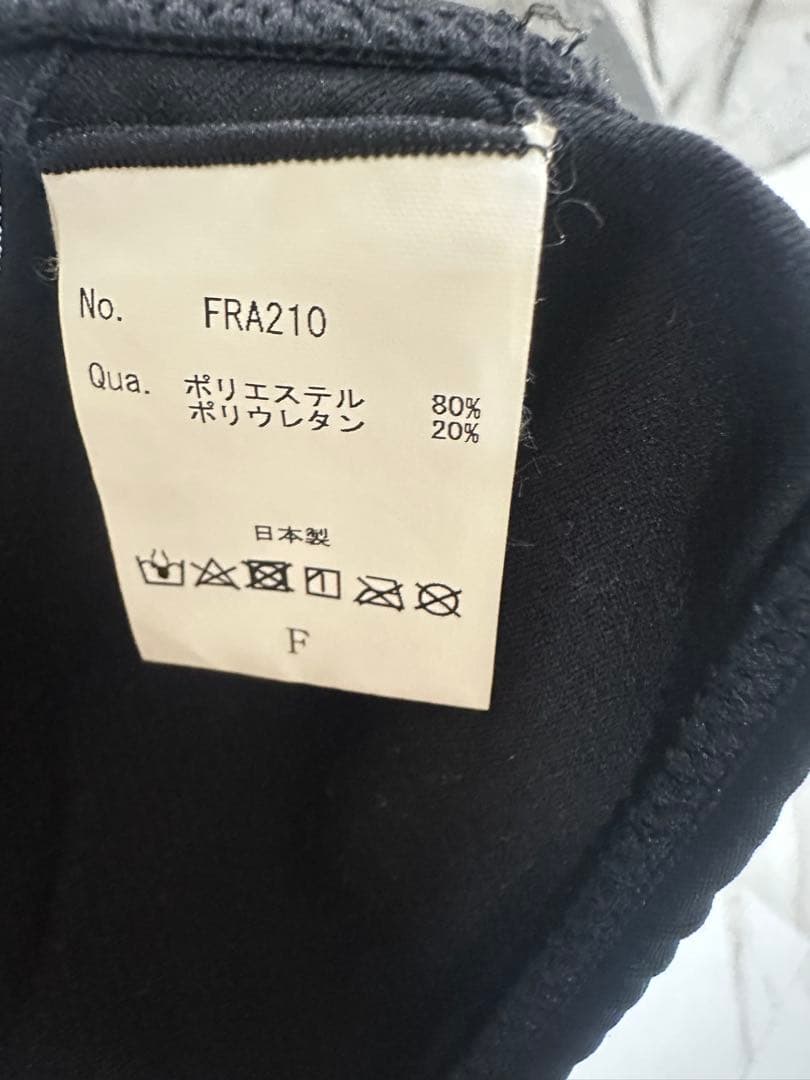 No. FRA210
Qua. ポリエステル 80%
ポリウレタン 20%
日本製
F